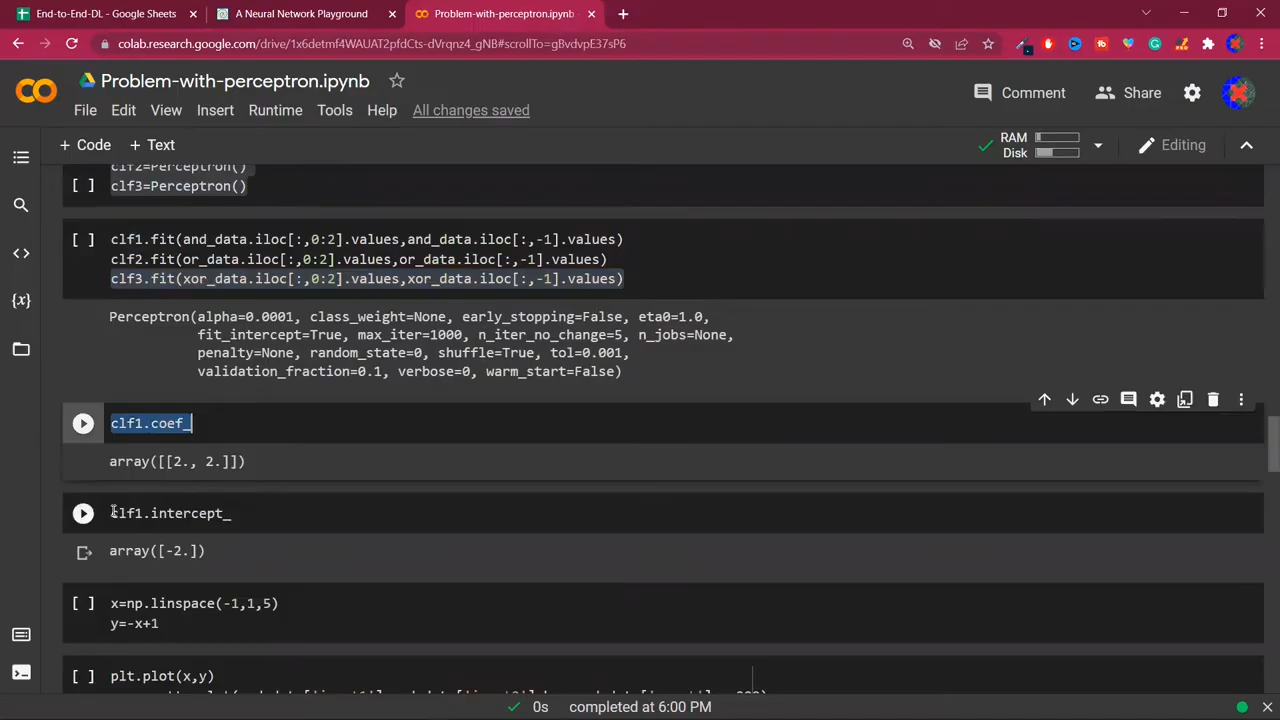 End-to-End-DL - Google Sheets
A Neural Network Playground
Problem-with-perceptron.ipynb
colab.research.google.com/drive/1x6detmf4WAUAT2pfdCts-dVrqnz4_gNB#scrollTo=gBvdvpE37sP6
Problem-with-perceptron.ipynb
Comment
Share
File Edit View Insert Runtime Tools Help All changes saved
+ Code + Text
RAM
Disk
Editing
clf2=Perceptron()
[ ] clf3=Perceptron()
[ ] clf1.fit(and_data.iloc[:,0:2].values,and_data.iloc[:,-1].values)
clf2.fit(or_data.iloc[:,0:2].values,or_data.iloc[:,-1].values)
clf3.fit(xor_data.iloc[:,0:2].values,xor_data.iloc[:,-1].values)
Perceptron(alpha=0.0001, class_weight=None, early_stopping=False, eta0=1.0,
fit_intercept=True, max_iter=1000, n_iter_no_change=5, n_jobs=None,
penalty=None, random_state=0, shuffle=True, tol=0.001,
validation_fraction=0.1, verbose=0, warm_start=False)
clf1.coef_
array([[2., 2.]])
clf1.intercept_
array([-2.])
[ ] x=np.linspace(-1,1,5)
y=-x+1
[ ] plt.plot(x,y)
0s completed at 6:00 PM